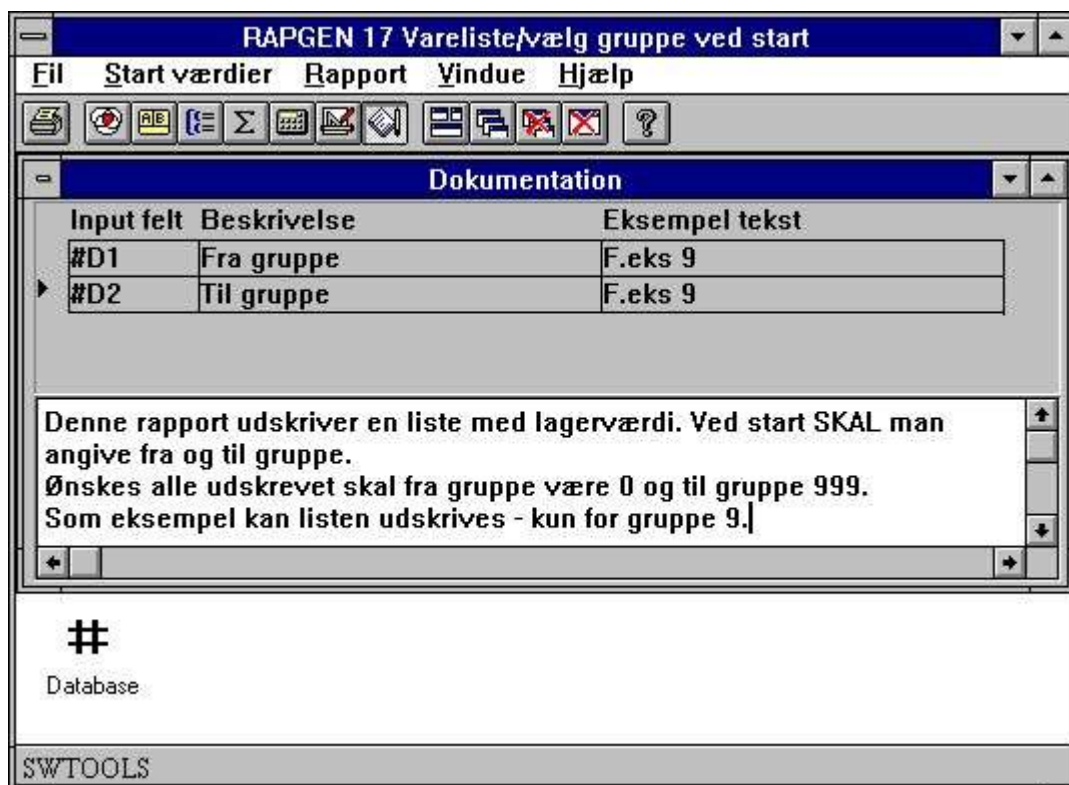 RAPGEN 17 Vareliste/vælg gruppe ved start
Fil Start værdier Rapport Vindue Hjælp
Dokumentation
Input felt Beskrivelse Eksempel tekst
#D1 Fra gruppe F.eks 9
#D2 Til gruppe F.eks 9
Denne rapport udskriver en liste med lagerværdi. Ved start SKAL man
angive fra og til gruppe.
Ønskes alle udskrevet skal fra gruppe være 0 og til gruppe 999.
Som eksempel kan listen udskrives - kun for gruppe 9.
#
Database
SWTOOLS